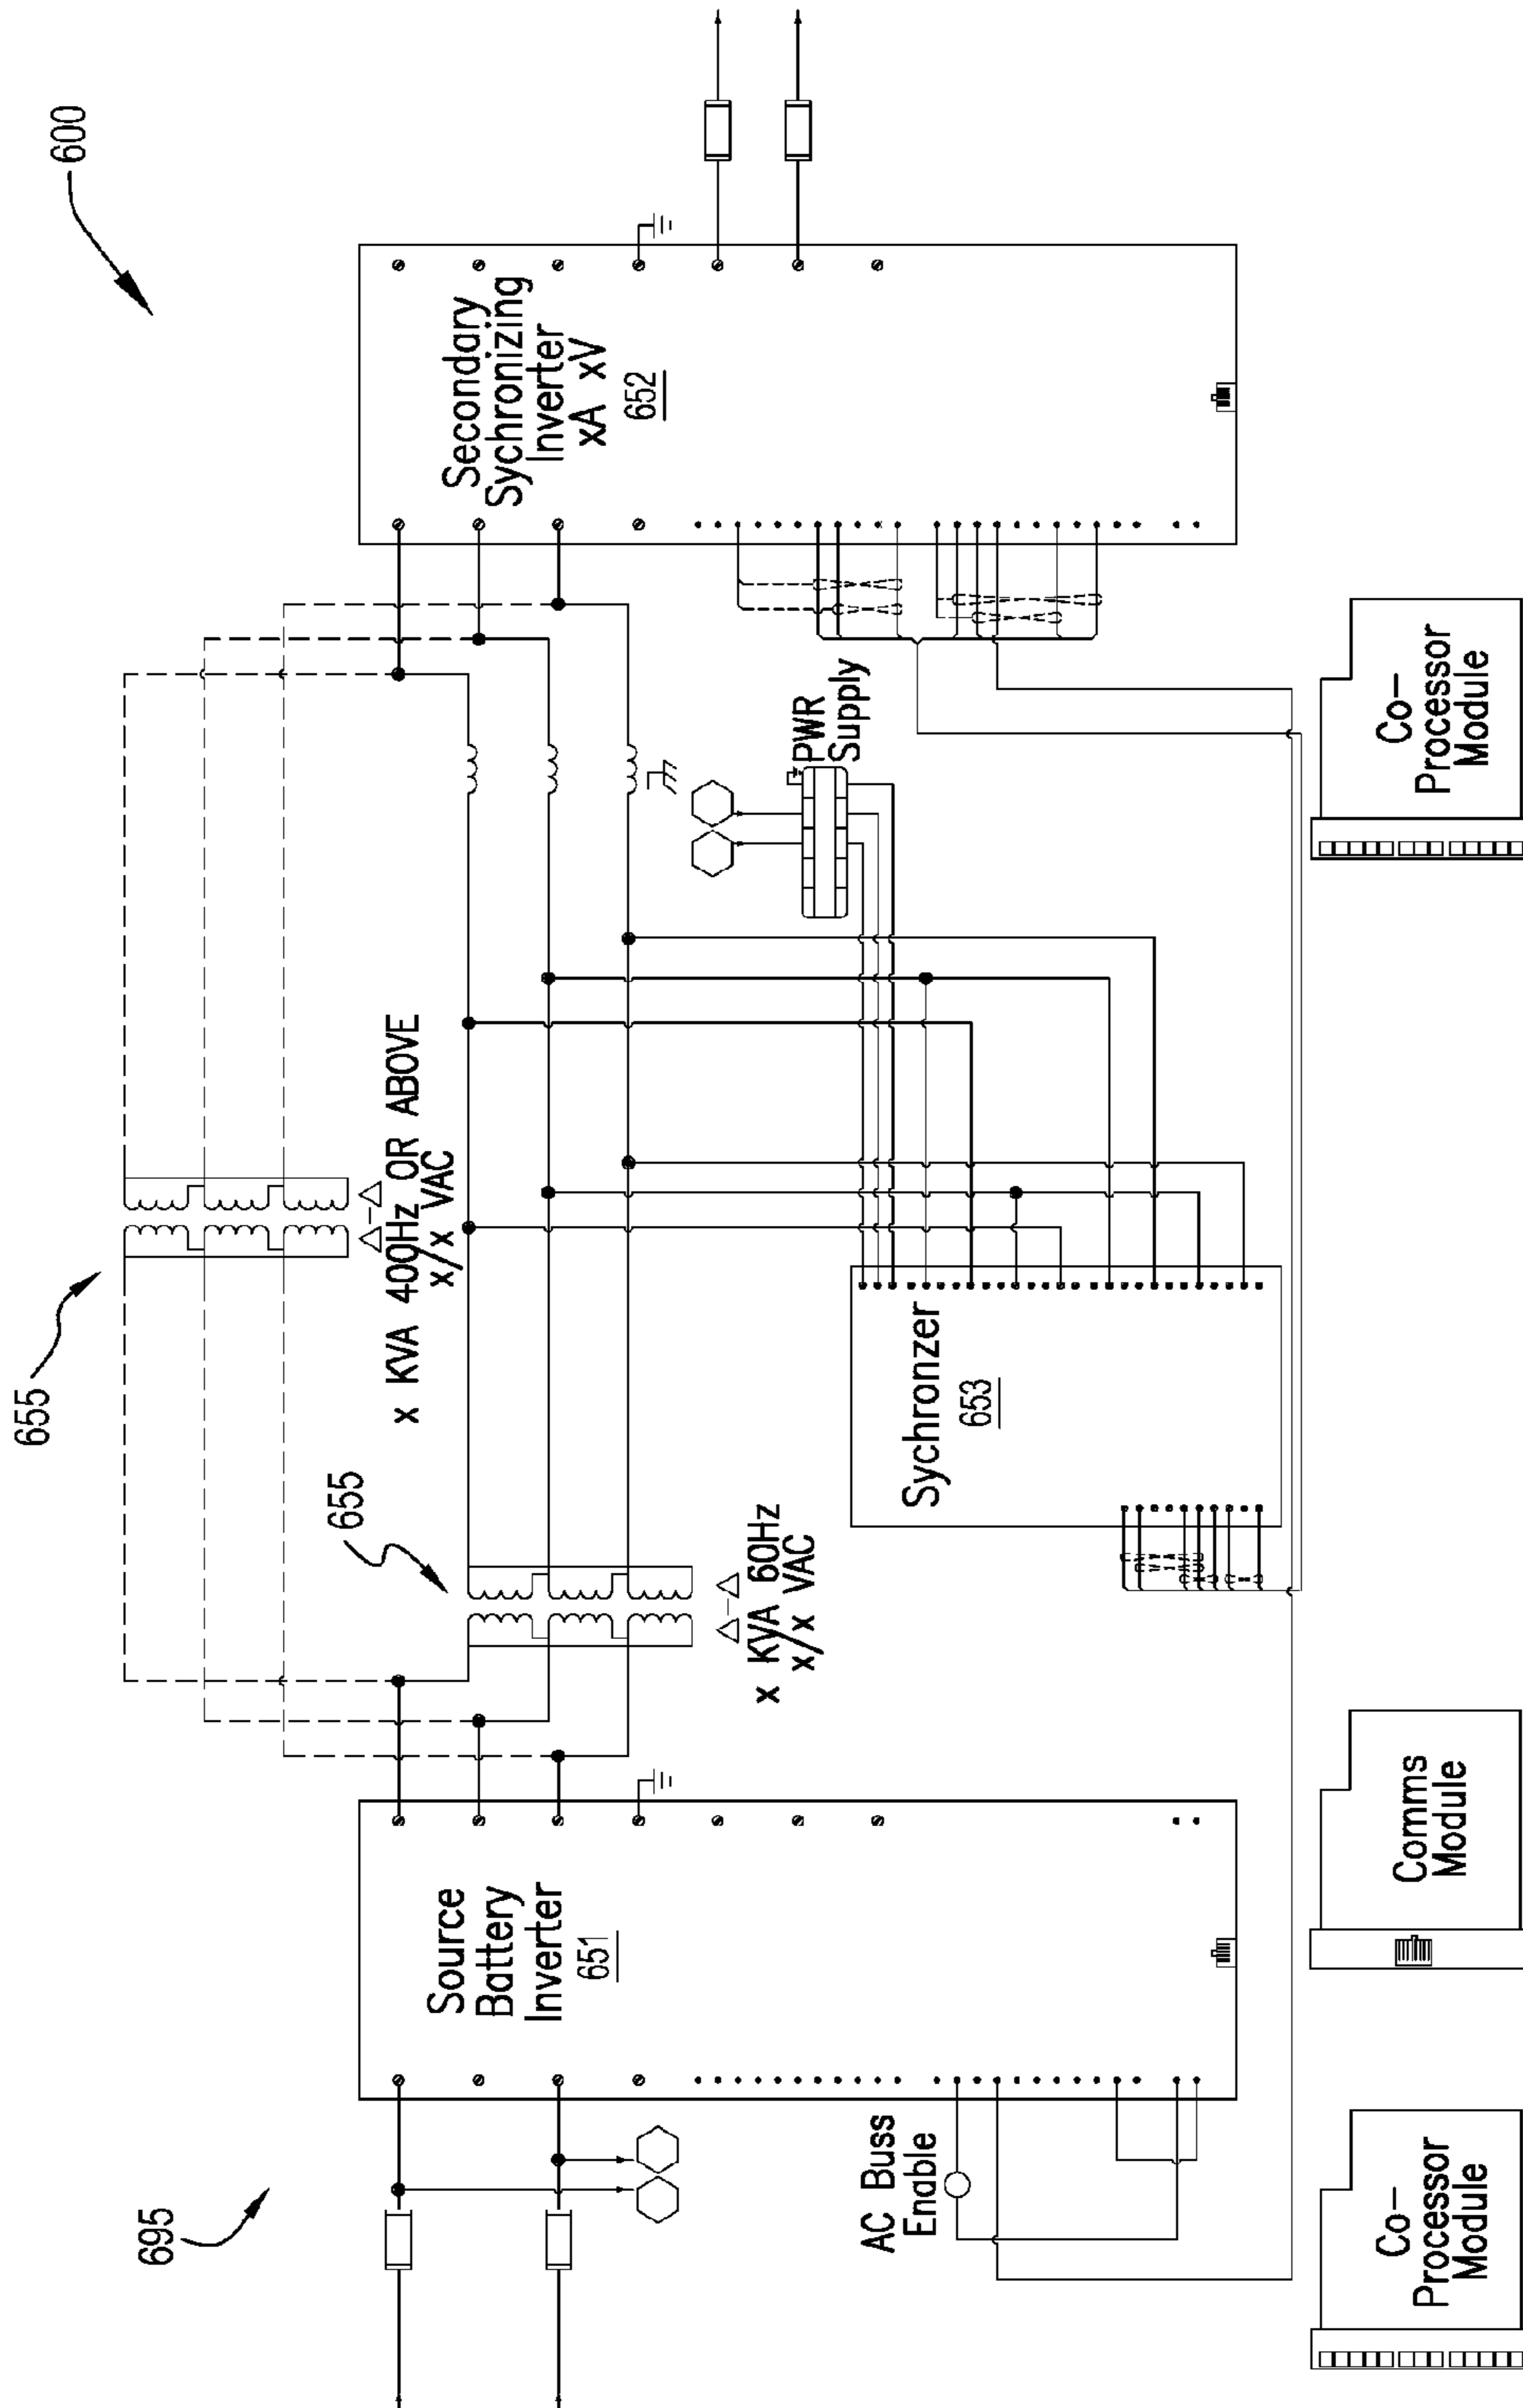 600
655
x KVA 400Hz OR ABOVE
x/x VAC
655
x KVA 60Hz
x/x VAC
695
Source
Battery
Inverter
651
AC Buss
Enable
Secondary
Sychronizing
Inverter
xA xV
652
PWR
Supply
Sychronzer
653
Co-
Processor
Module
Comms
Module
Co-
Processor
Module